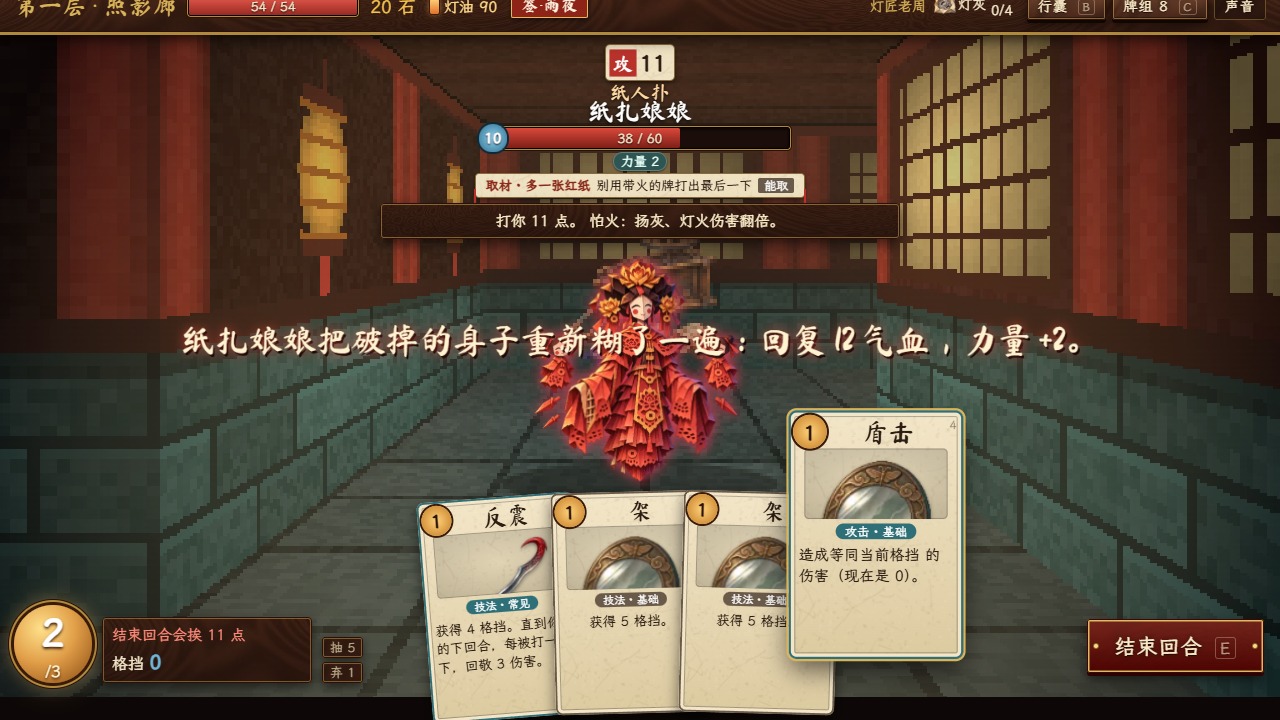 第一层·照影廊
54 / 54
20 石
灯油 90
答·两夜
灯匠老周
灯灰 0/4
行囊 B
牌组 8 C
声音
攻 11
纸人扑
纸扎娘娘
10
38 / 60
力量 2
取材·多一张红纸 别用带火的牌打出最后一下 能取
打你 11 点。 怕火：扬灰、灯火伤害翻倍。
纸扎娘娘把破掉的身子重新糊了一遍：回复 12 气血，力量 +2。
1 反震
技法·常见
获得 4 格挡。直到你
的下回合，每被打一
下，回敬 3 伤害。
1 架
技法·基础
获得 5 格挡。
1 架
技法·基础
获得 5 格挡
1 盾击 4
攻击·基础
造成等同当前格挡 的
伤害（现在是 0）。
2
/3
结束回合会挨 11 点
格挡 0
抽 5
弃 1
结束回合 E